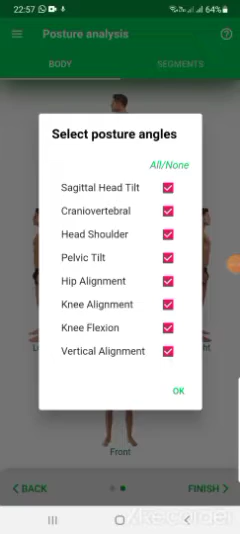 22:57
64%
Posture analysis
BODY
SEGMENTS
Select posture angles
All/None
Sagittal Head Tilt
Craniovertebral
Head Shoulder
Pelvic Tilt
Hip Alignment
Knee Alignment
Knee Flexion
Vertical Alignment
OK
Front
BACK
FINISH